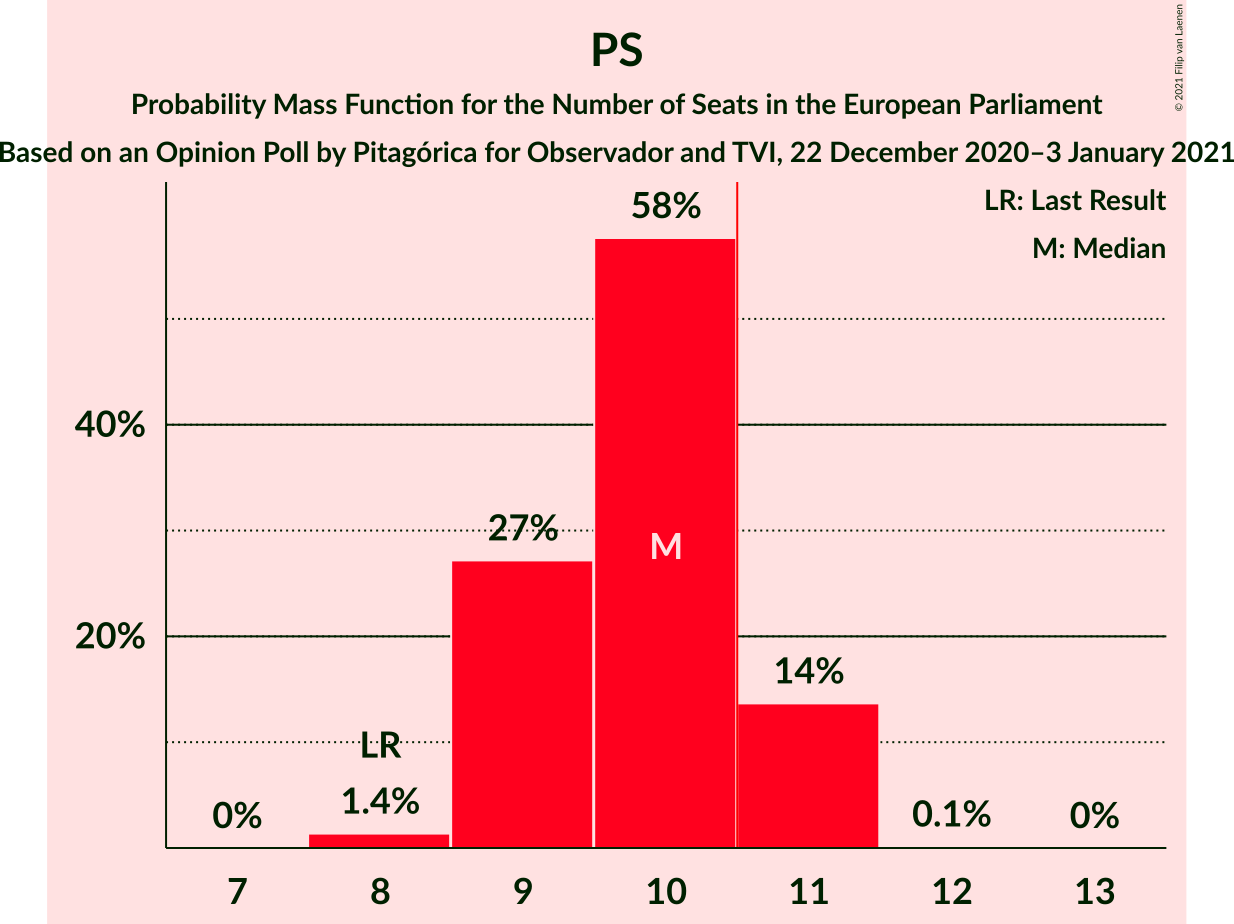 PS
Probability Mass Function for the Number of Seats in the European Parliament
Based on an Opinion Poll by Pitagórica for Observador and TVI, 22 December 2020–3 January 2021
© 2021 Filip van Laenen
LR: Last Result
M: Median
58%
40%
27%
M
20%
14%
LR
0%
1.4%
0.1%
0%
7 8 9 10 11 12 13